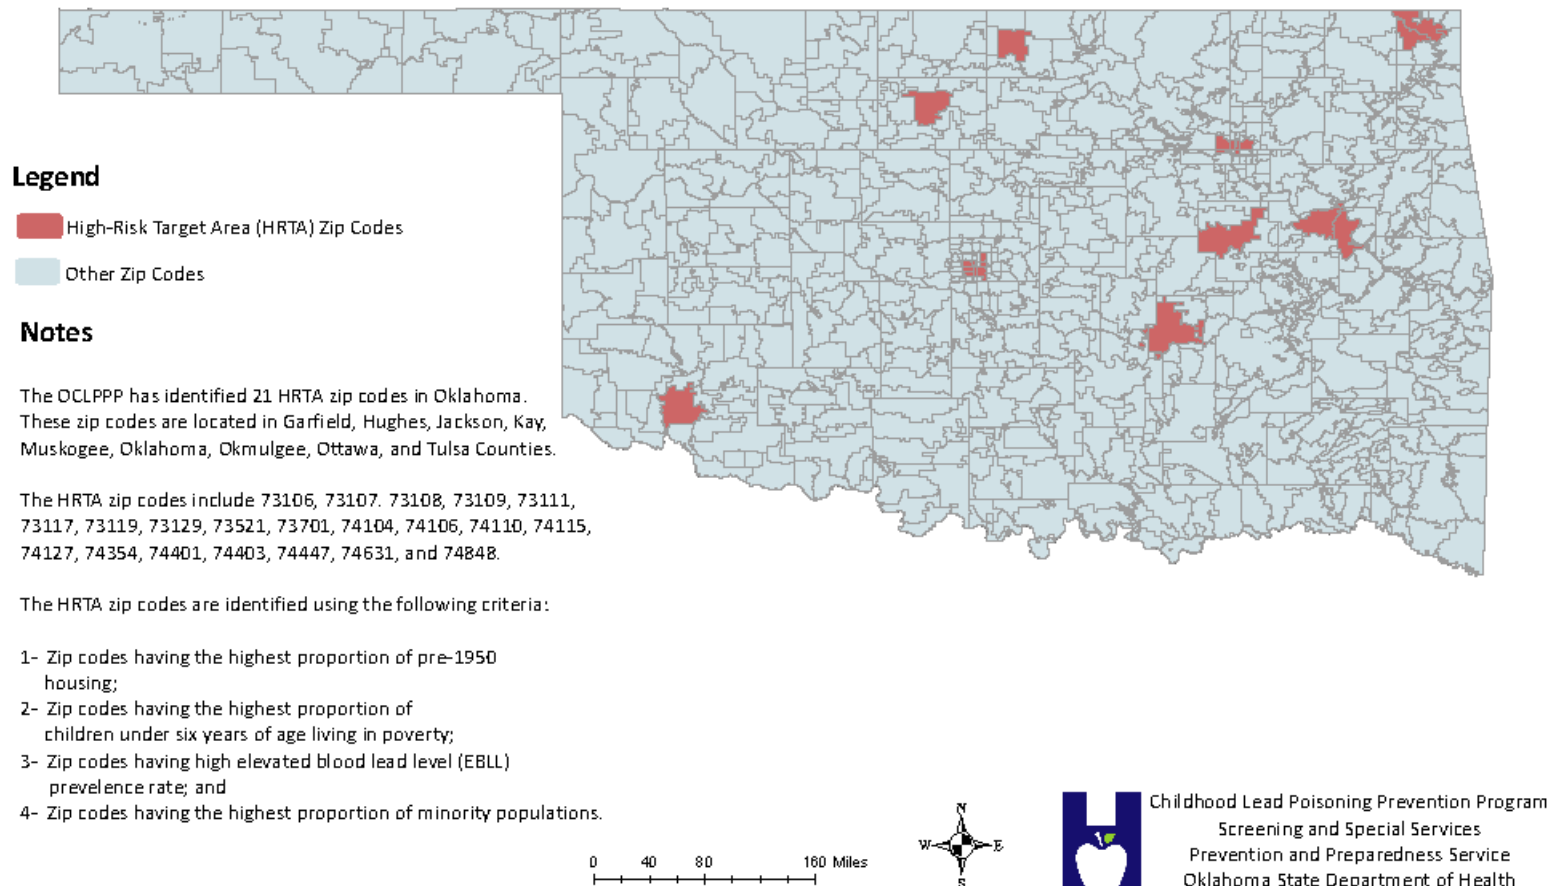 Legend
High-Risk Target Area (HRTA) Zip Codes
Other Zip Codes
Notes
The OCLPPP has identified 21 HRTA zip codes in Oklahoma.
These zip codes are located in Garfield, Hughes, Jackson, Kay,
Muskogee, Oklahoma, Okmulgee, Ottawa, and Tulsa Counties.
The HRTA zip codes include 73106, 73107. 73108, 73109, 73111,
73117, 73119, 73129, 73521, 73701, 74104, 74106, 74110, 74115,
74127, 74354, 74401, 74403, 74447, 74631, and 74848.
The HRTA zip codes are identified using the following criteria:
1- Zip codes having the highest proportion of pre-1950
housing;
2- Zip codes having the highest proportion of
children under six years of age living in poverty;
3- Zip codes having high elevated blood lead level (EBLL)
prevelence rate; and
4- Zip codes having the highest proportion of minority populations.
0 40 80 160 Miles
N
W E
S
Childhood Lead Poisoning Prevention Program
Screening and Special Services
Prevention and Preparedness Service
Oklahoma State Department of Health